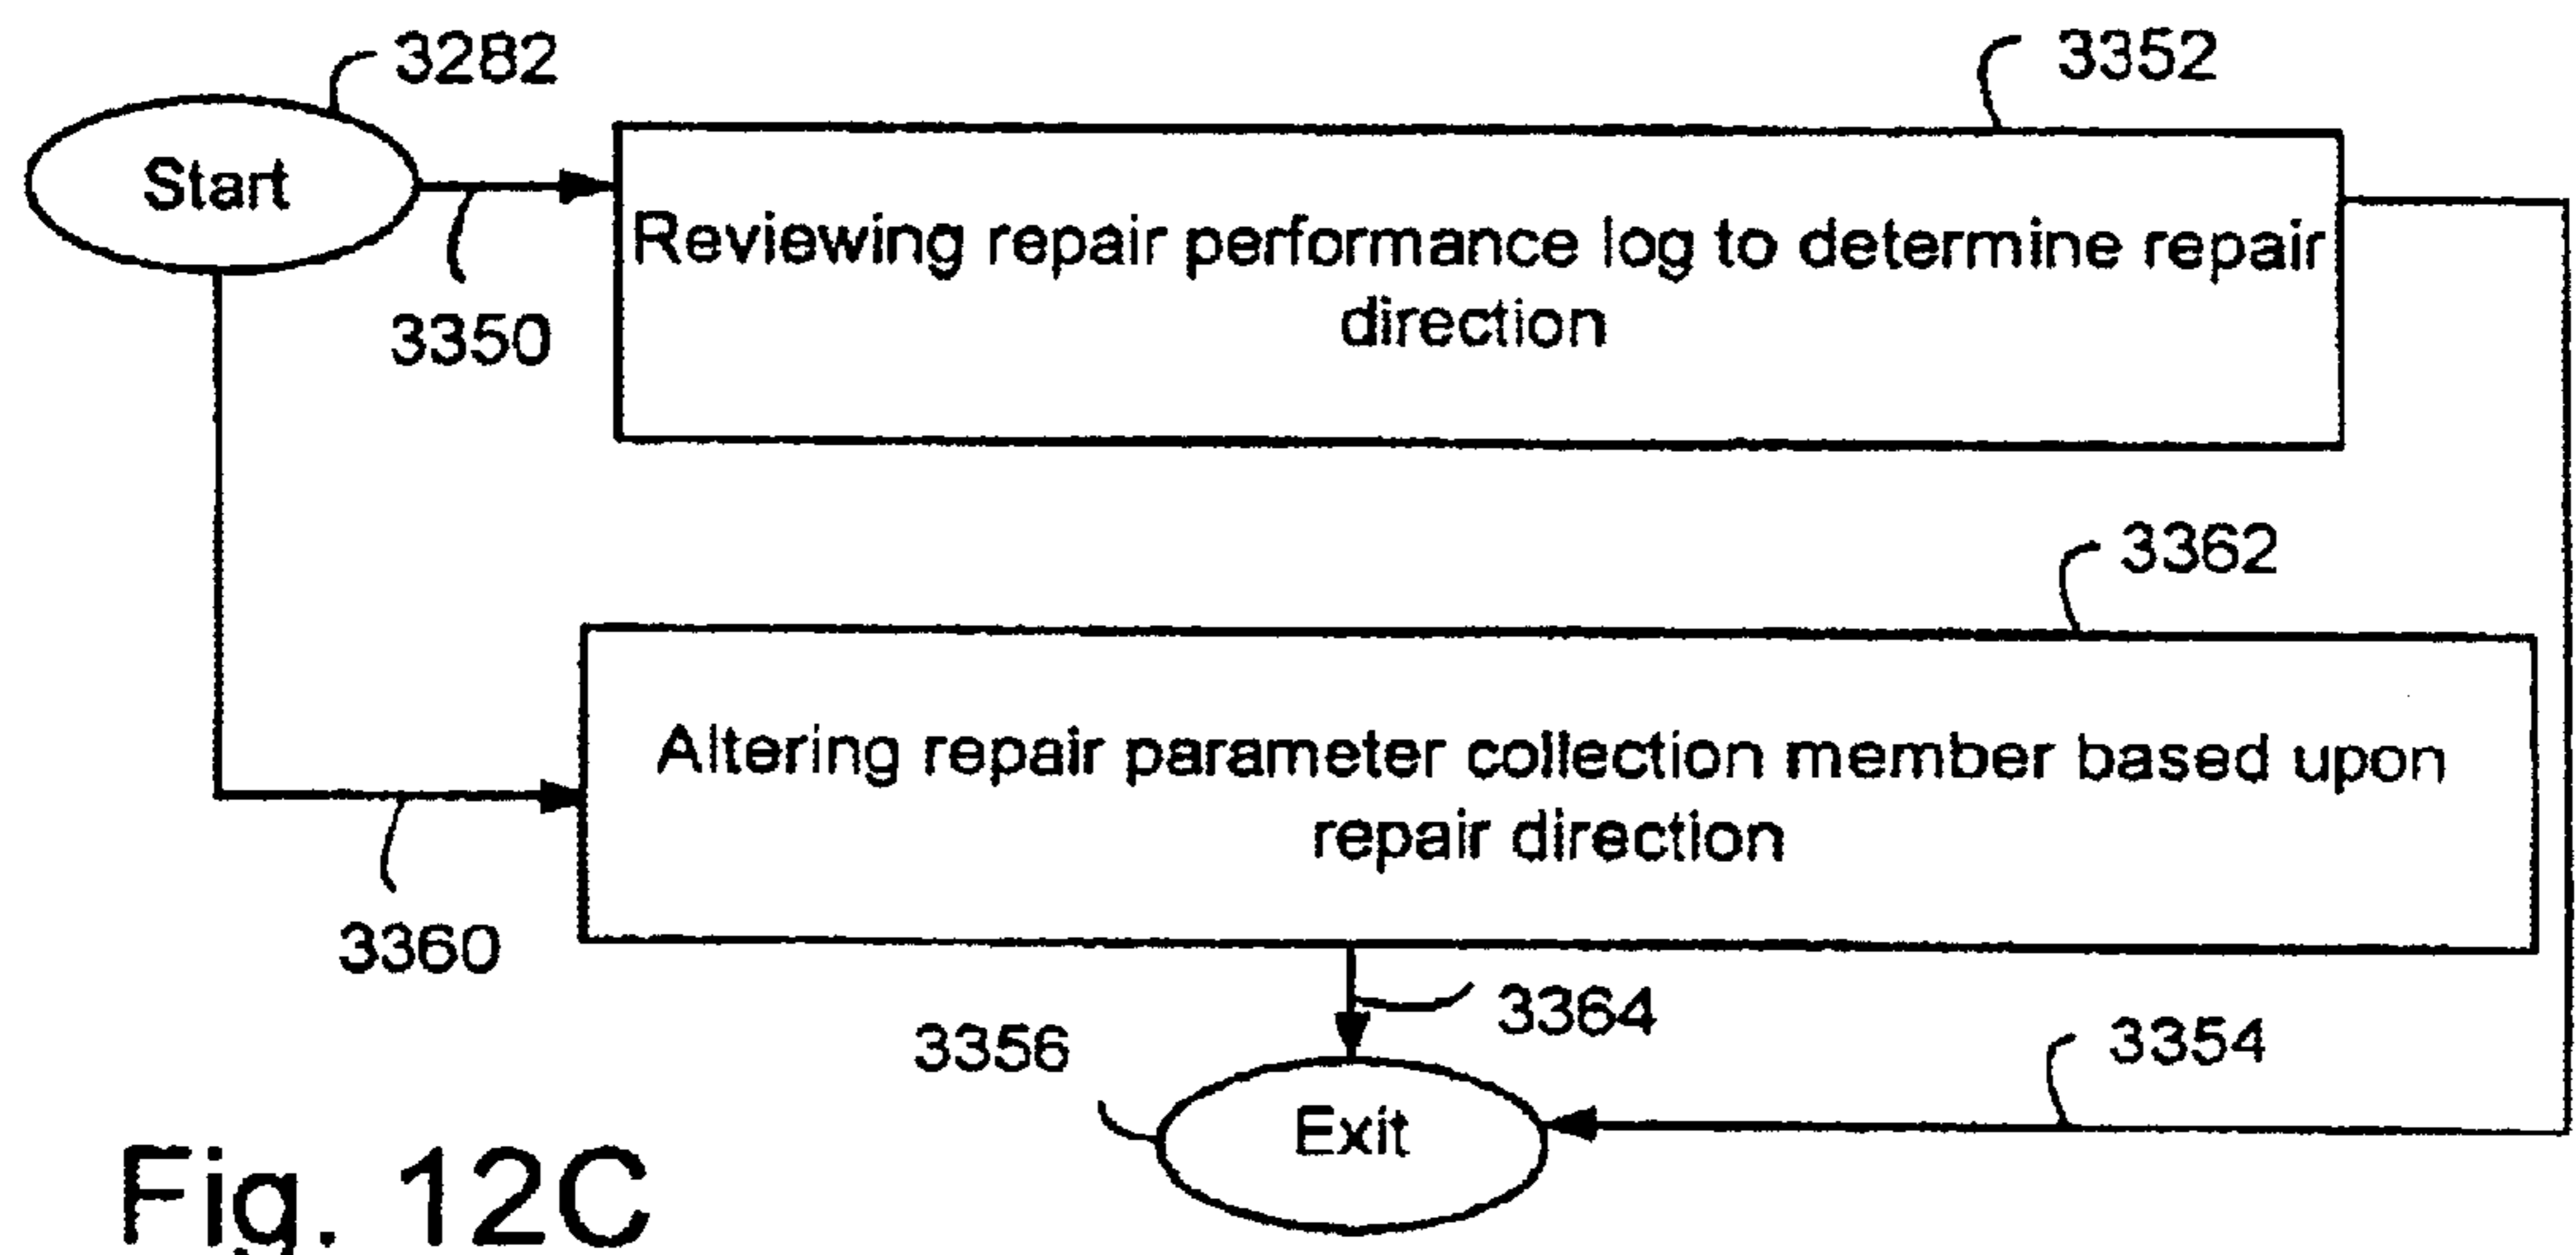 3282
3352
Start
Reviewing repair performance log to determine repair
direction
3350
3362
Altering repair parameter collection member based upon
repair direction
3360
3364
3356
3354
Exit
Fig. 12C